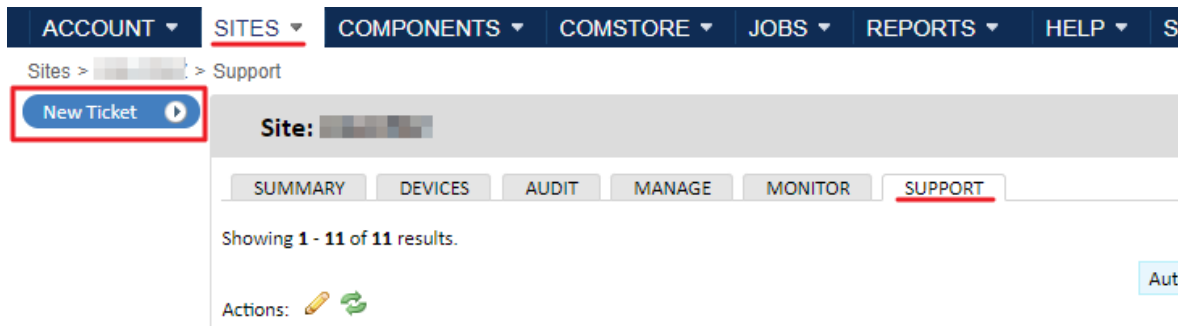 ACCOUNT SITES COMPONENTS COMSTORE JOBS REPORTS HELP S
Sites > > Support
New Ticket
Site:
SUMMARY DEVICES AUDIT MANAGE MONITOR SUPPORT
Showing 1 - 11 of 11 results.
Aut
Actions: